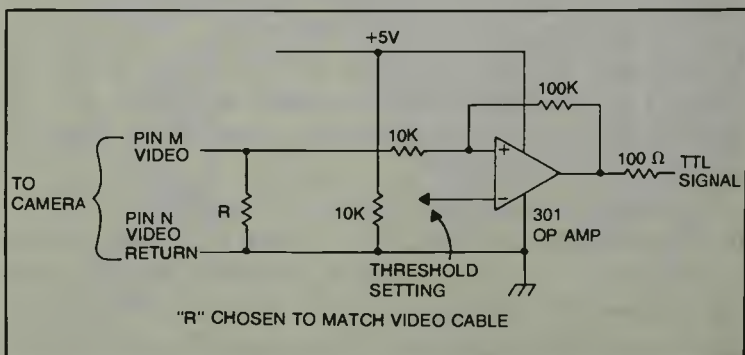 +5V
100K
PIN M
VIDEO
10K
TO
CAMERA
R
10K
+
-
100 Ω
TTL
SIGNAL
PIN N
VIDEO
RETURN
301
OP AMP
THRESHOLD
SETTING
"R" CHOSEN TO MATCH VIDEO CABLE